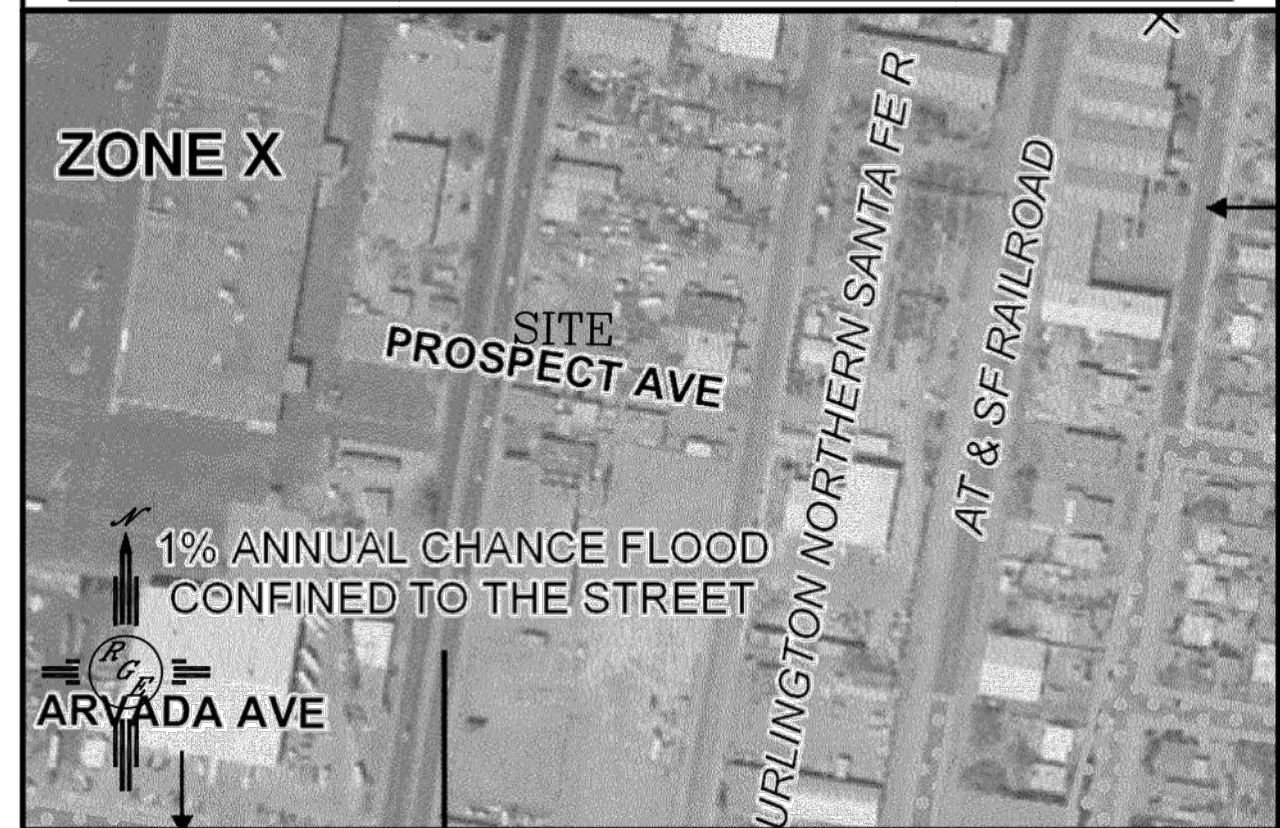 ZONE X
URLINGTON NORTHERN SANTA FE R
AT & SF RAILROAD
SITE
PROSPECT AVE
N
1% ANNUAL CHANCE FLOOD
CONFINED TO THE STREET
RGE
ARVADA AVE